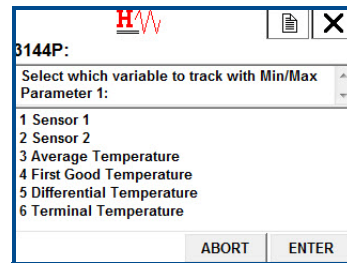 H
3144P:
Select which variable to track with Min/Max
Parameter 1:
1 Sensor 1
2 Sensor 2
3 Average Temperature
4 First Good Temperature
5 Differential Temperature
6 Terminal Temperature
ABORT ENTER